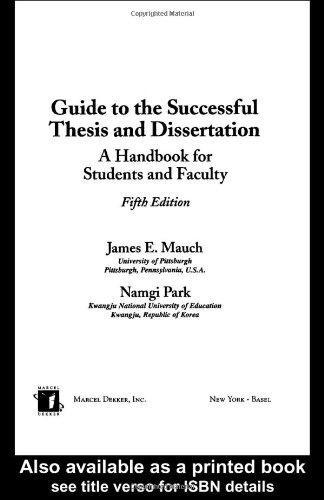 Copyrighted Material
Guide to the Successful
Thesis and Dissertation
A Handbook for
Students and Faculty
Fifth Edition
James E. Mauch
University of Pittsburgh
Pittsburgh, Pennsylvania, U.S.A.
Namgi Park
Kwangju National University of Education
Kwangju, Republic of Korea
MARCEL
DEKKER
MARCEL DEKKER, INC.
NEW YORK • BASEL
Also available as a printed book
see title verso for ISBN details